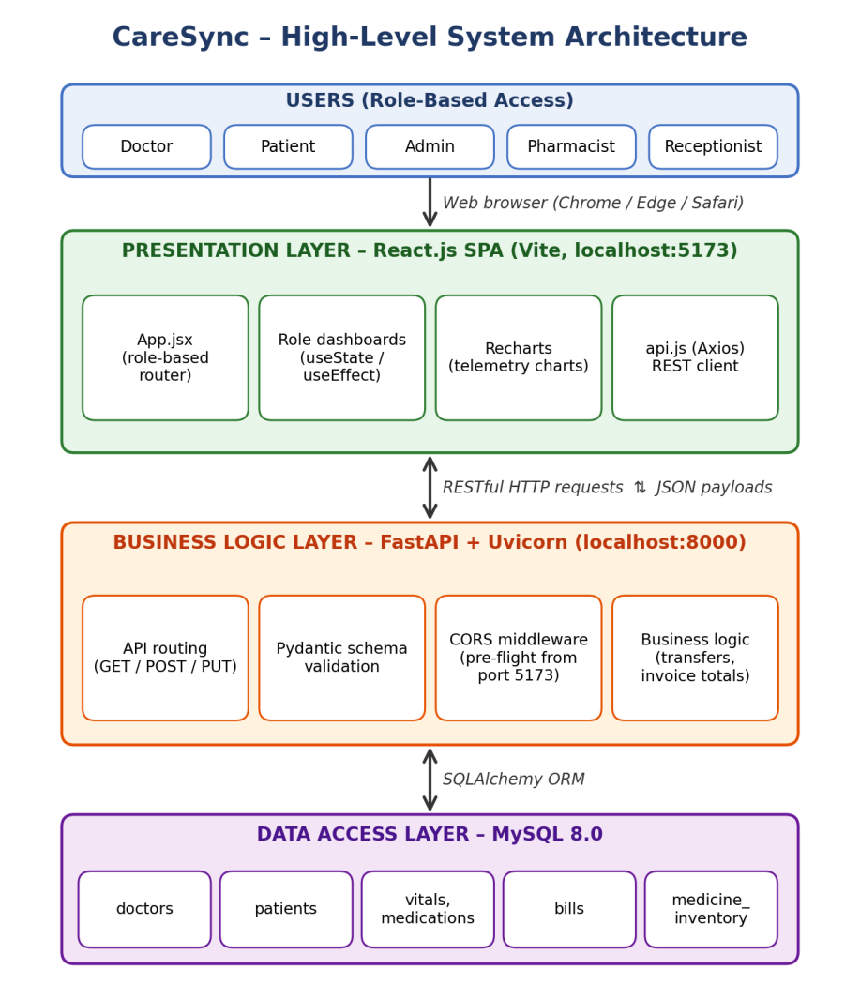 CareSync – High-Level System Architecture
USERS (Role-Based Access)
Doctor
Patient
Admin
Pharmacist
Receptionist
Web browser (Chrome / Edge / Safari)
PRESENTATION LAYER – React.js SPA (Vite, localhost:5173)
App.jsx
(role-based
router)
Role dashboards
(useState /
useEffect)
Recharts
(telemetry charts)
api.js (Axios)
REST client
RESTful HTTP requests ⇅ JSON payloads
BUSINESS LOGIC LAYER – FastAPI + Uvicorn (localhost:8000)
API routing
(GET / POST / PUT)
Pydantic schema
validation
CORS middleware
(pre-flight from
port 5173)
Business logic
(transfers,
invoice totals)
SQLAlchemy ORM
DATA ACCESS LAYER – MySQL 8.0
doctors
patients
vitals,
medications
bills
medicine_
inventory